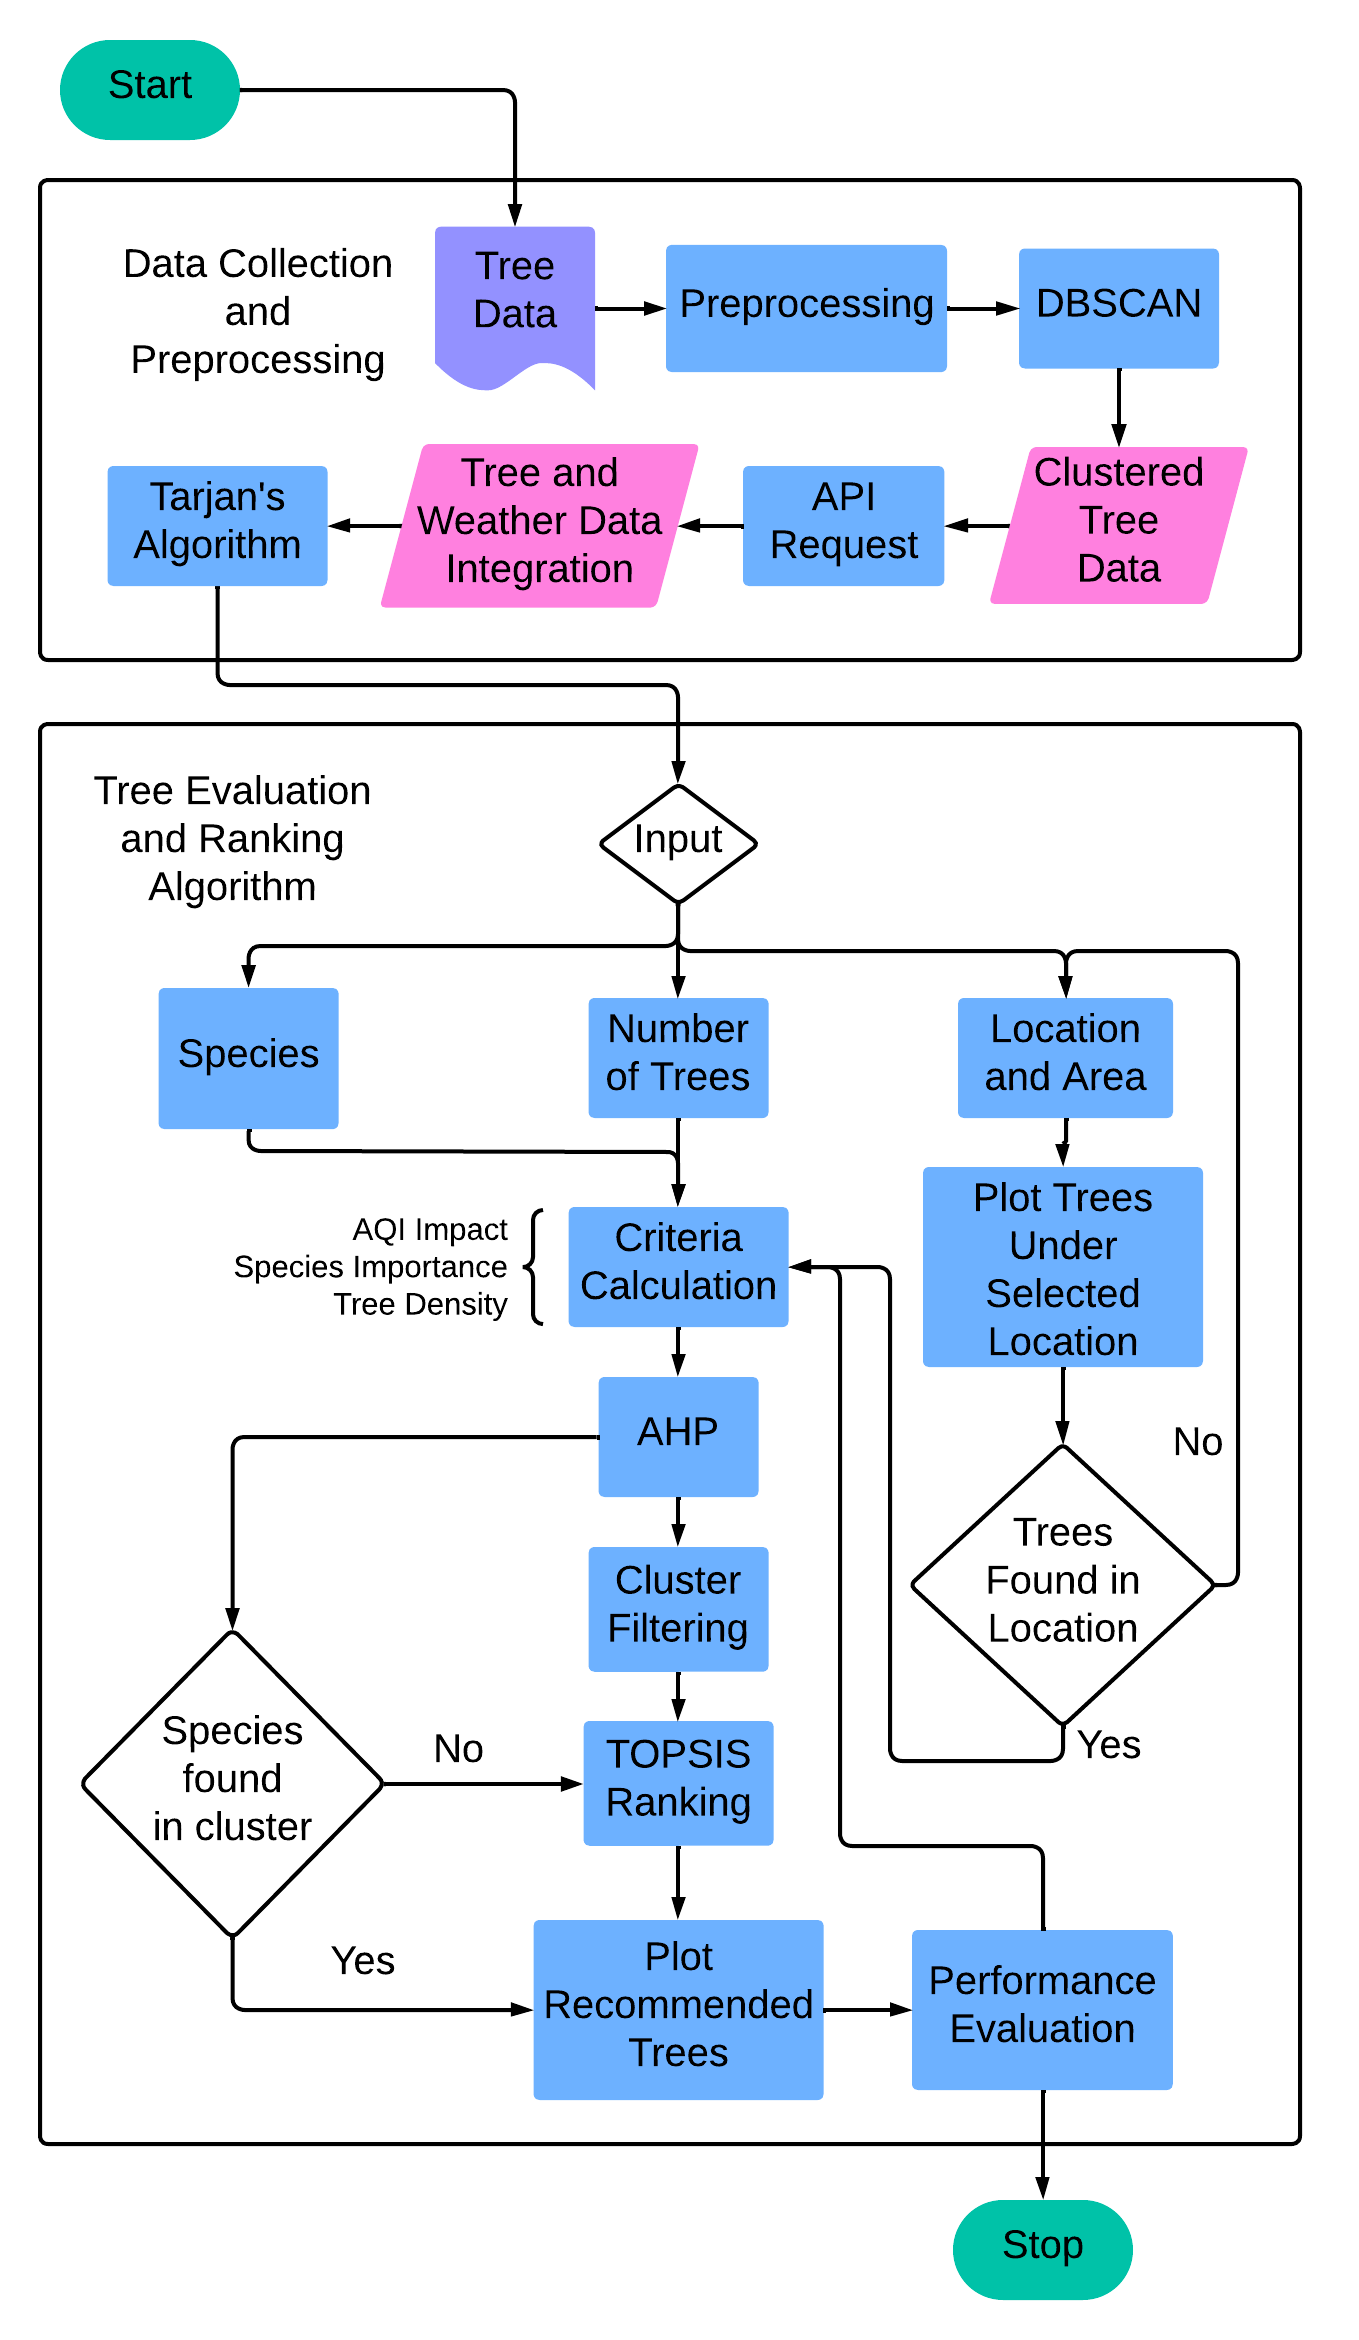 Start
Data Collection
and
Preprocessing
Tree
Data
Preprocessing
DBSCAN
Clustered
Tree
Data
API
Request
Tree and
Weather Data
Integration
Tarjan's
Algorithm
Tree Evaluation
and Ranking
Algorithm
Input
Species
Number
of Trees
Location
and Area
Plot Trees
Under
Selected
Location
AQI Impact
Species Importance
Tree Density
Criteria
Calculation
AHP
No
Trees
Found in
Location
Yes
Cluster
Filtering
Species
found
in cluster
No
TOPSIS
Ranking
Yes
Plot
Recommended
Trees
Performance
Evaluation
Stop